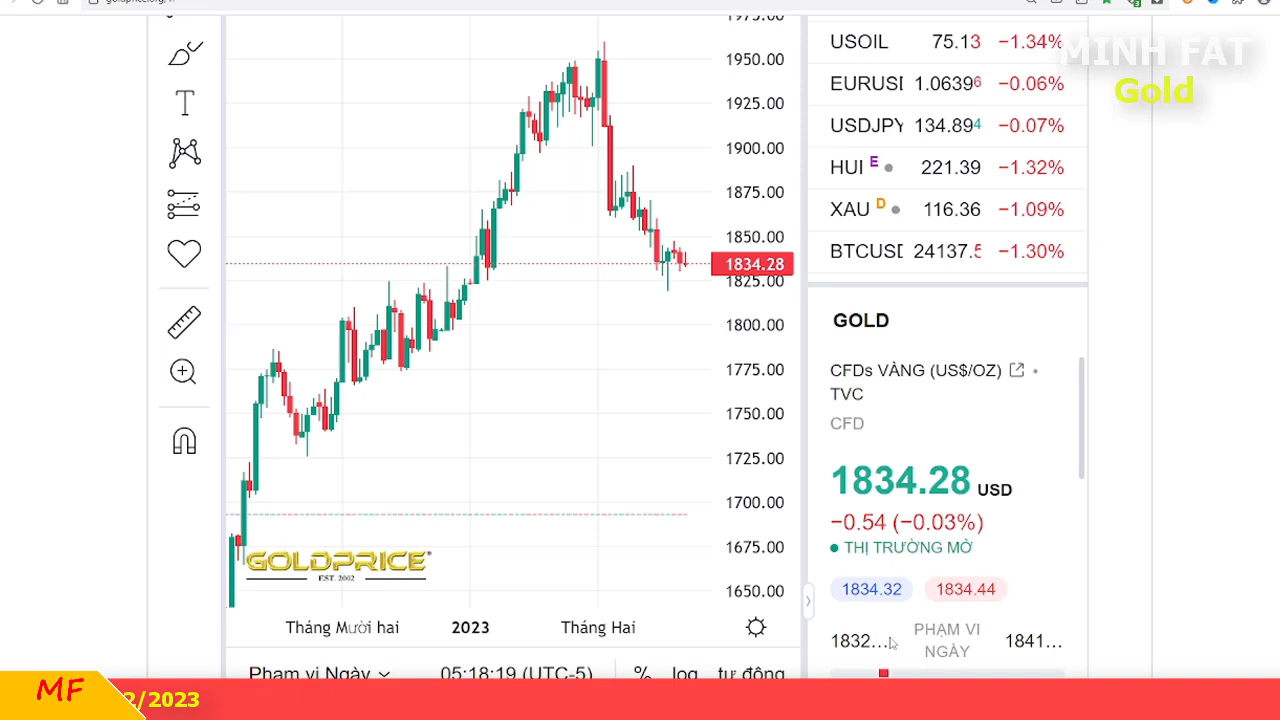 goldprice.org/
1975.00
1950.00
1925.00
1900.00
1875.00
1850.00
1834.28
1825.00
1800.00
1775.00
1750.00
1725.00
1700.00
1675.00
1650.00
GOLDPRICE
EST. 2002
Tháng Mười hai 2023 Tháng Hai
Phạm vi Ngày 05:18:19 (UTC-5) % log tự động
MINH FAT
Gold
USOIL 75.13 −1.34%
EURUSD 1.06396 −0.06%
USDJPY 134.894 −0.07%
HUI E 221.39 −1.32%
XAU D 116.36 −1.09%
BTCUSD 24137.5 −1.30%
GOLD
CFDs VÀNG (US$/OZ) •
TVC
CFD
1834.28 USD
−0.54 (−0.03%)
THỊ TRƯỜNG MỞ
1834.32 1834.44
1832... PHẠM VI NGÀY 1841...
MF
2/2023